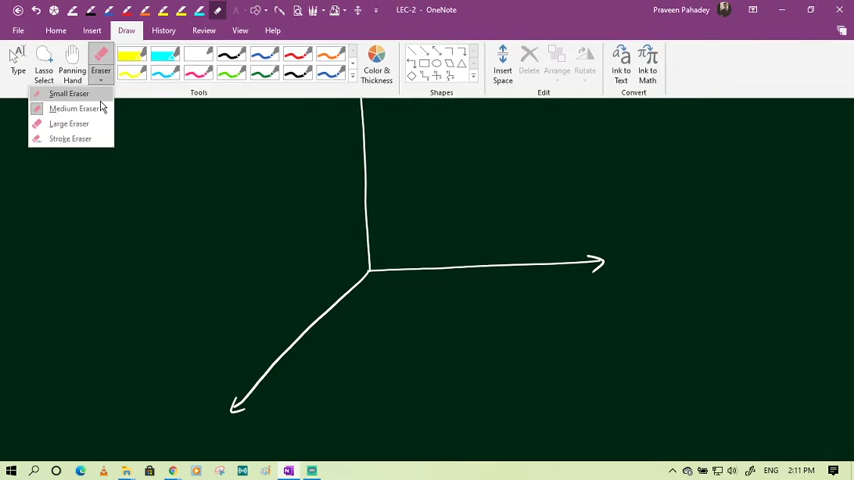 LEC-2 - OneNote
Praveen Pahadey
File Home Insert Draw History Review View Help
Type
Lasso Select
Panning Hand
Eraser
Color & Thickness
Insert Space
Delete
Arrange
Rotate
Ink to Text
Ink to Math
Tools
Shapes
Edit
Convert
Small Eraser
Medium Eraser
Large Eraser
Stroke Eraser
ENG
2:11 PM